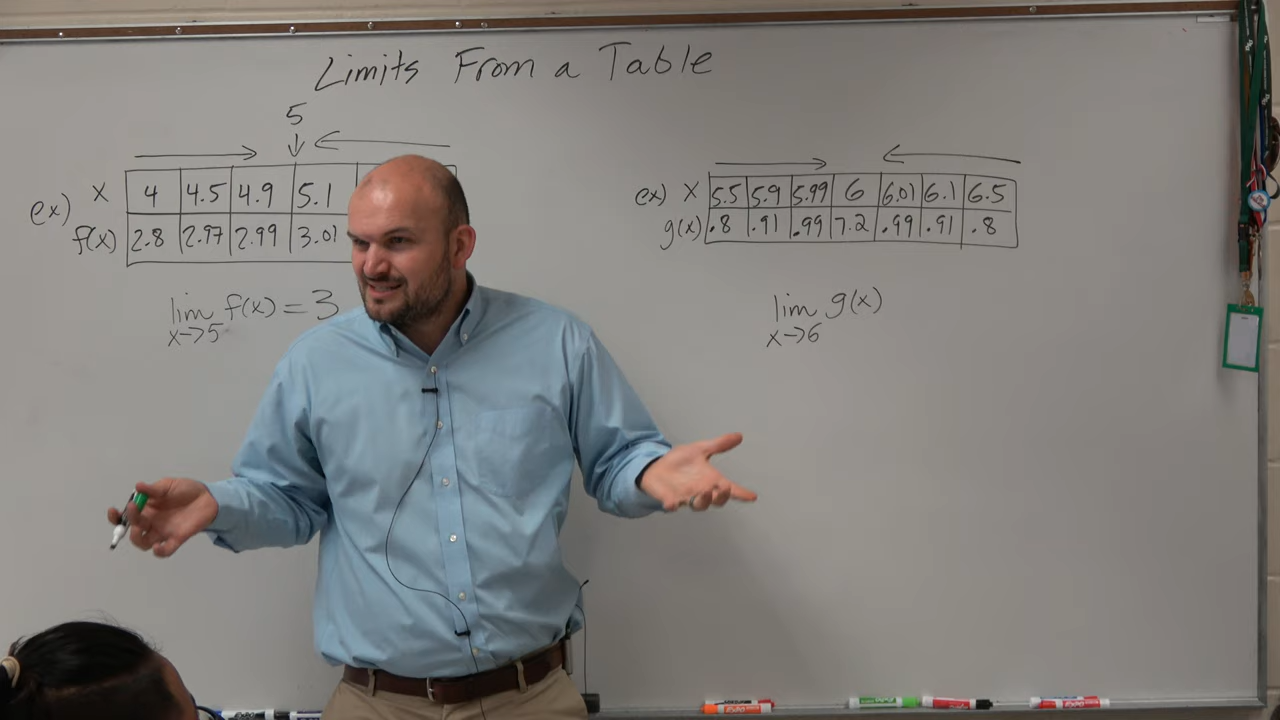 Limits From a Table
5
ex) x 4 4.5 4.9 5.1
f(x) 2.8 2.97 2.99 3.01
lim f(x) = 3
x→5
ex) x 5.5 5.9 5.99 6 6.01 6.1 6.5
g(x) .8 .91 .99 7.2 .99 .91 .8
lim g(x)
x→6